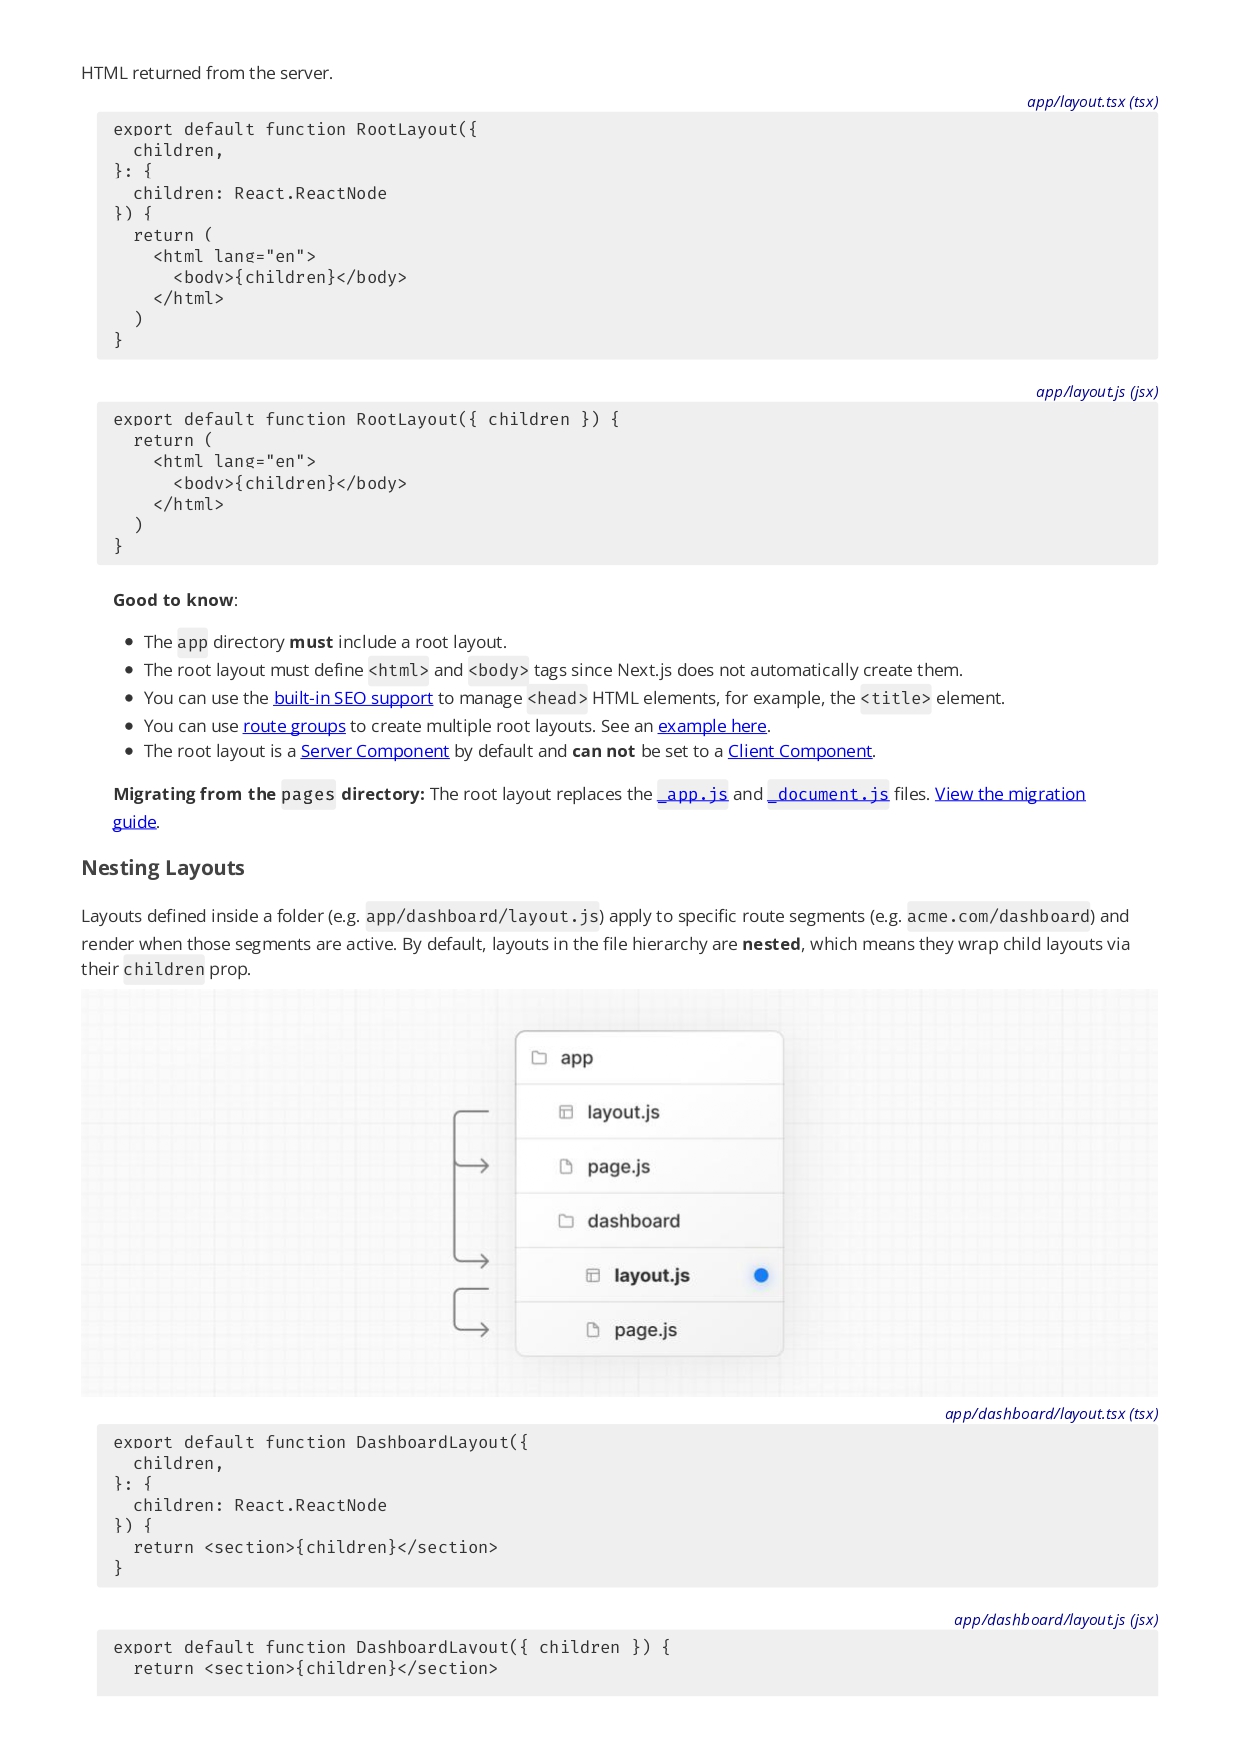 HTML returned from the server.
app/layout.tsx (tsx)
export default function RootLayout({
  children,
}: {
  children: React.ReactNode
}) {
  return (
    <html lang="en">
      <body>{children}</body>
    </html>
  )
}
app/layout.js (jsx)
export default function RootLayout({ children }) {
  return (
    <html lang="en">
      <body>{children}</body>
    </html>
  )
}
Good to know:
• The app directory must include a root layout.
• The root layout must define <html> and <body> tags since Next.js does not automatically create them.
• You can use the built-in SEO support to manage <head> HTML elements, for example, the <title> element.
• You can use route groups to create multiple root layouts. See an example here.
• The root layout is a Server Component by default and can not be set to a Client Component.
Migrating from the pages directory: The root layout replaces the _app.js and _document.js files. View the migration
guide.
Nesting Layouts
Layouts defined inside a folder (e.g. app/dashboard/layout.js) apply to specific route segments (e.g. acme.com/dashboard) and
render when those segments are active. By default, layouts in the file hierarchy are nested, which means they wrap child layouts via
their children prop.
app
layout.js
page.js
dashboard
layout.js
page.js
app/dashboard/layout.tsx (tsx)
export default function DashboardLayout({
  children,
}: {
  children: React.ReactNode
}) {
  return <section>{children}</section>
}
app/dashboard/layout.js (jsx)
export default function DashboardLayout({ children }) {
  return <section>{children}</section>